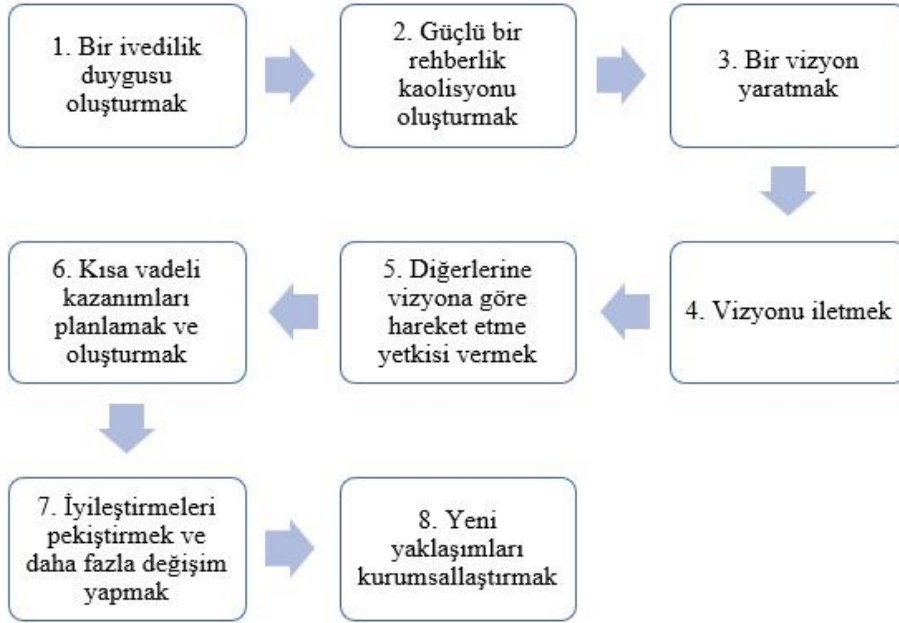 1. Bir ivedilik
duygusu
oluşturmak
2. Güçlü bir
rehberlik
kaolisyonu
oluşturmak
3. Bir vizyon
yaratmak
4. Vizyonu iletmek
5. Diğerlerine
vizyona göre
hareket etme
yetkisi vermek
6. Kısa vadeli
kazanımları
planlamak ve
oluşturmak
7. İyileştirmeleri
pekiştirmek ve
daha fazla değişim
yapmak
8. Yeni
yaklaşımları
kurumsallaştırmak